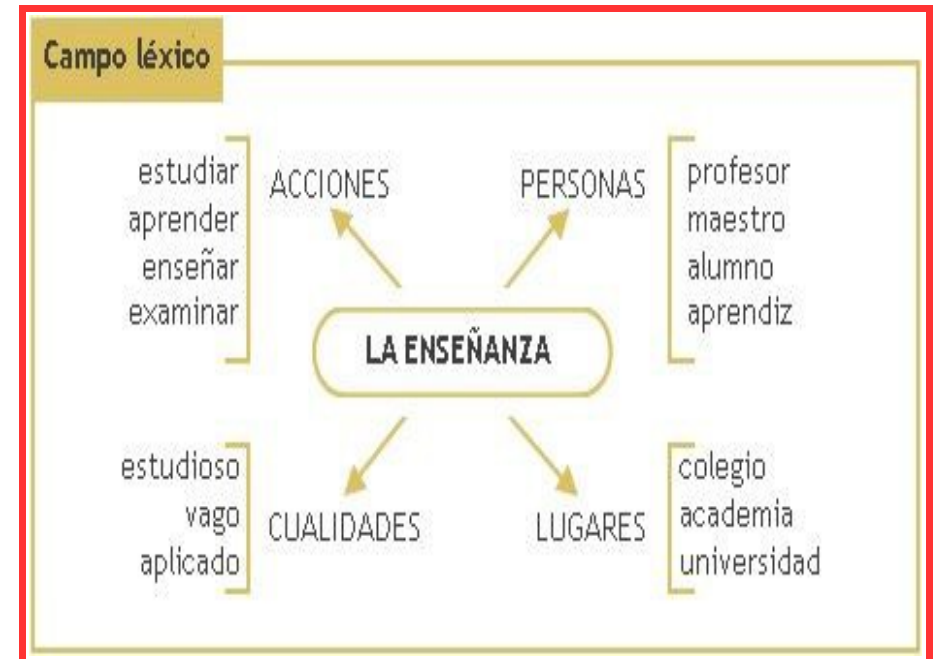 Campo léxico
estudiar
aprender
enseñar
examinar
ACCIONES
PERSONAS
profesor
maestro
alumno
aprendiz
LA ENSEÑANZA
estudioso
vago
aplicado
CUALIDADES
LUGARES
colegio
academia
universidad